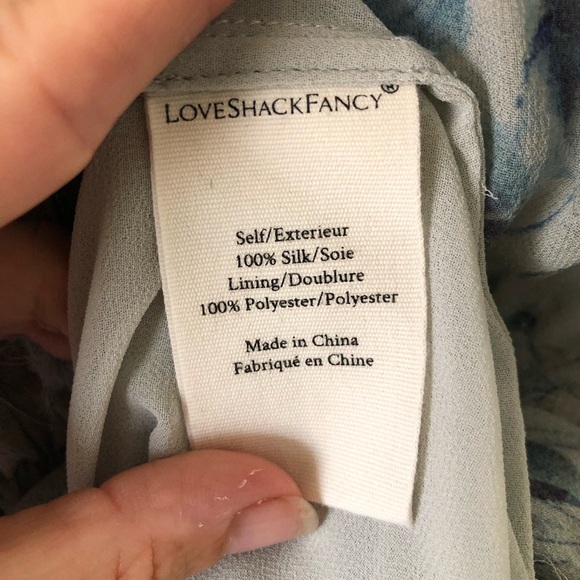 LOVESHACKFANCY®
Self/Exterieur
100% Silk/Soie
Lining/Doublure
100% Polyester/Polyester
Made in China
Fabriqué en Chine